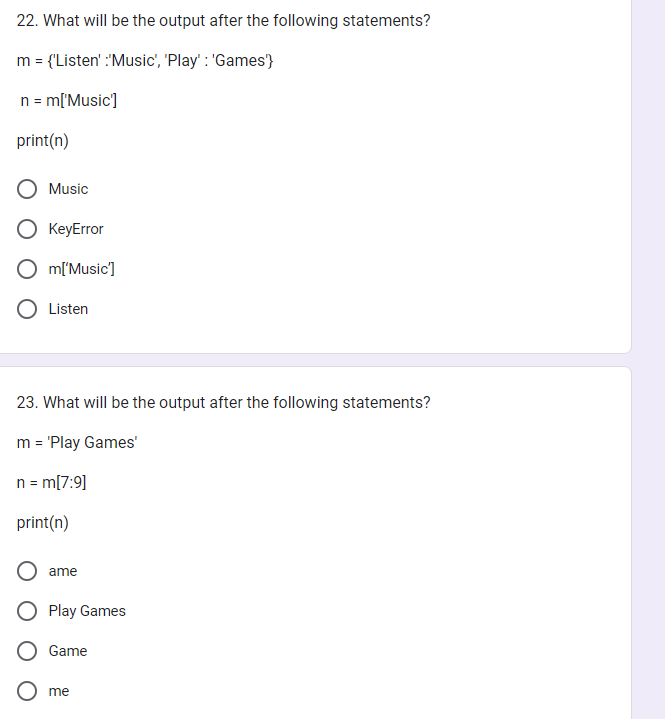 22. What will be the output after the following statements?
m = {'Listen' :'Music', 'Play' : 'Games'}
n = m['Music']
print(n)
Music
KeyError
m['Music']
Listen
23. What will be the output after the following statements?
m = 'Play Games'
n = m[7:9]
print(n)
ame
Play Games
Game
me